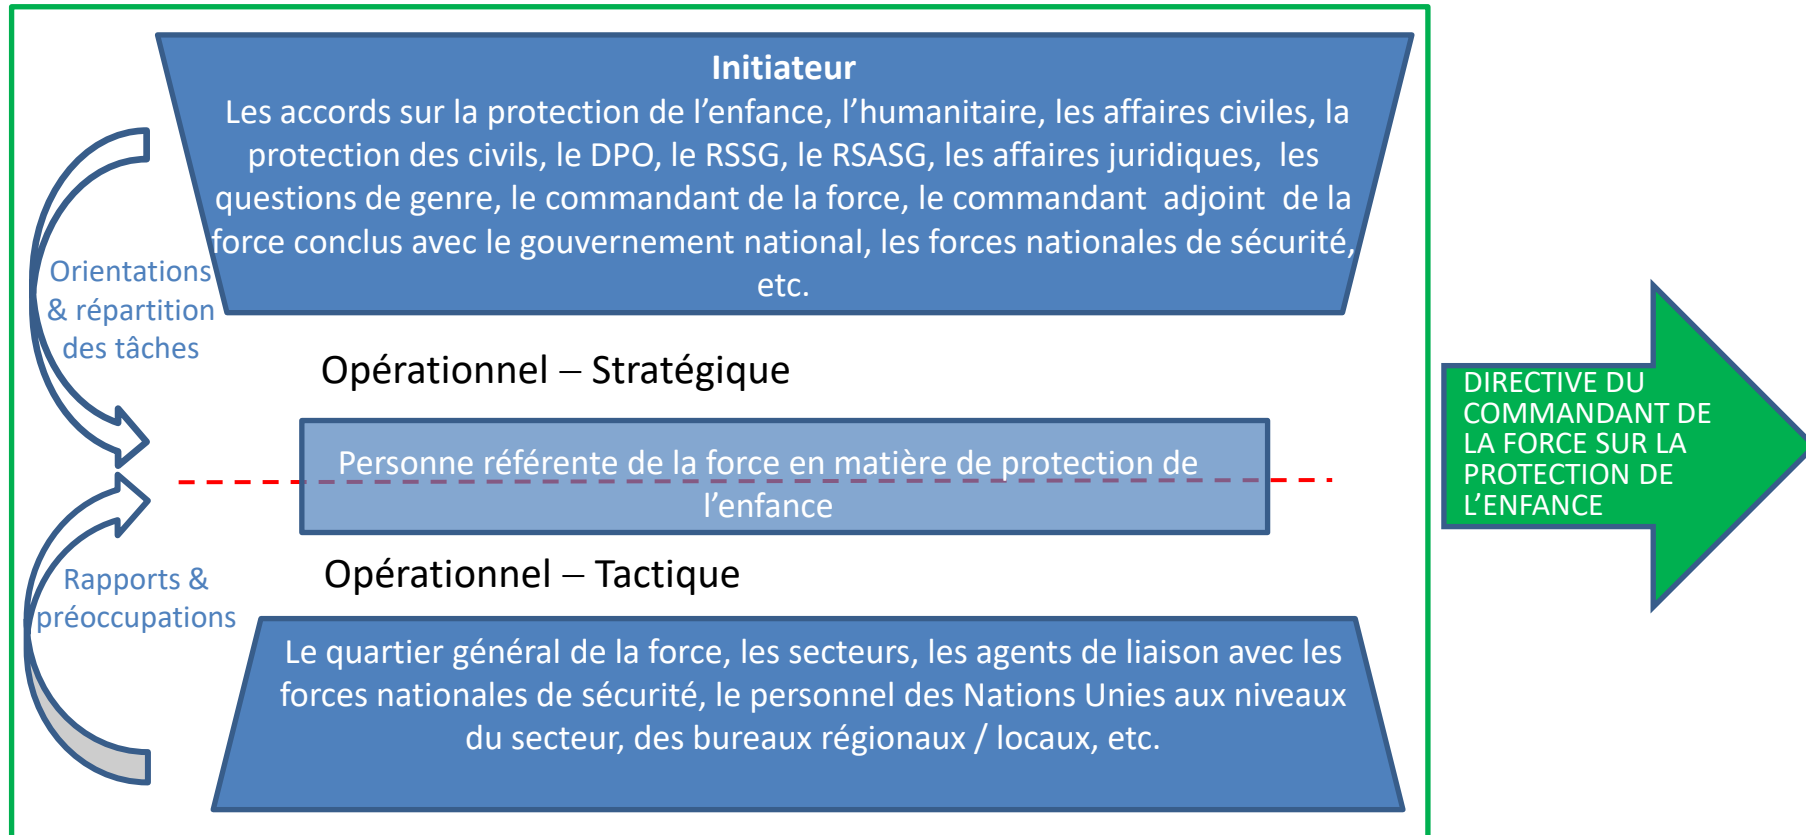 Initiateur
Les accords sur la protection de l’enfance, l’humanitaire, les affaires civiles, la
protection des civils, le DPO, le RSSG, le RSASG, les affaires juridiques, les
questions de genre, le commandant de la force, le commandant adjoint de la
force conclus avec le gouvernement national, les forces nationales de sécurité,
etc.
Orientations
& répartition
des tâches
Opérationnel – Stratégique
Personne référente de la force en matière de protection de
l’enfance
Opérationnel – Tactique
Rapports &
préoccupations
Le quartier général de la force, les secteurs, les agents de liaison avec les
forces nationales de sécurité, le personnel des Nations Unies aux niveaux
du secteur, des bureaux régionaux / locaux, etc.
DIRECTIVE DU
COMMANDANT DE
LA FORCE SUR LA
PROTECTION DE
L’ENFANCE